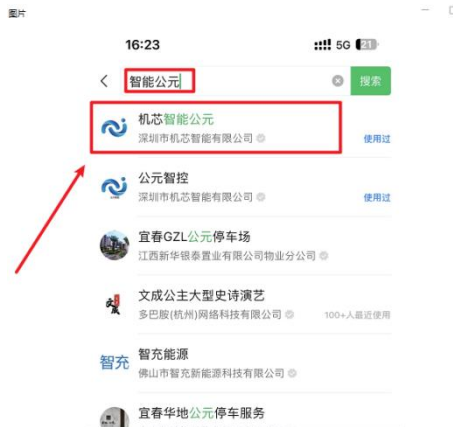 图片
16:23
5G 21
智能公元
搜索
机芯智能公元
深圳市机芯智能有限公司
使用过
公元智控
深圳市机芯智能有限公司
使用过
宜春GZL公元停车场
江西新华银泰置业有限公司物业分公司
文成公主大型史诗演艺
多巴胺(杭州)网络科技有限公司
100+人最近使用
智充
智充能源
佛山市智充新能源科技有限公司
宜春华地公元停车服务